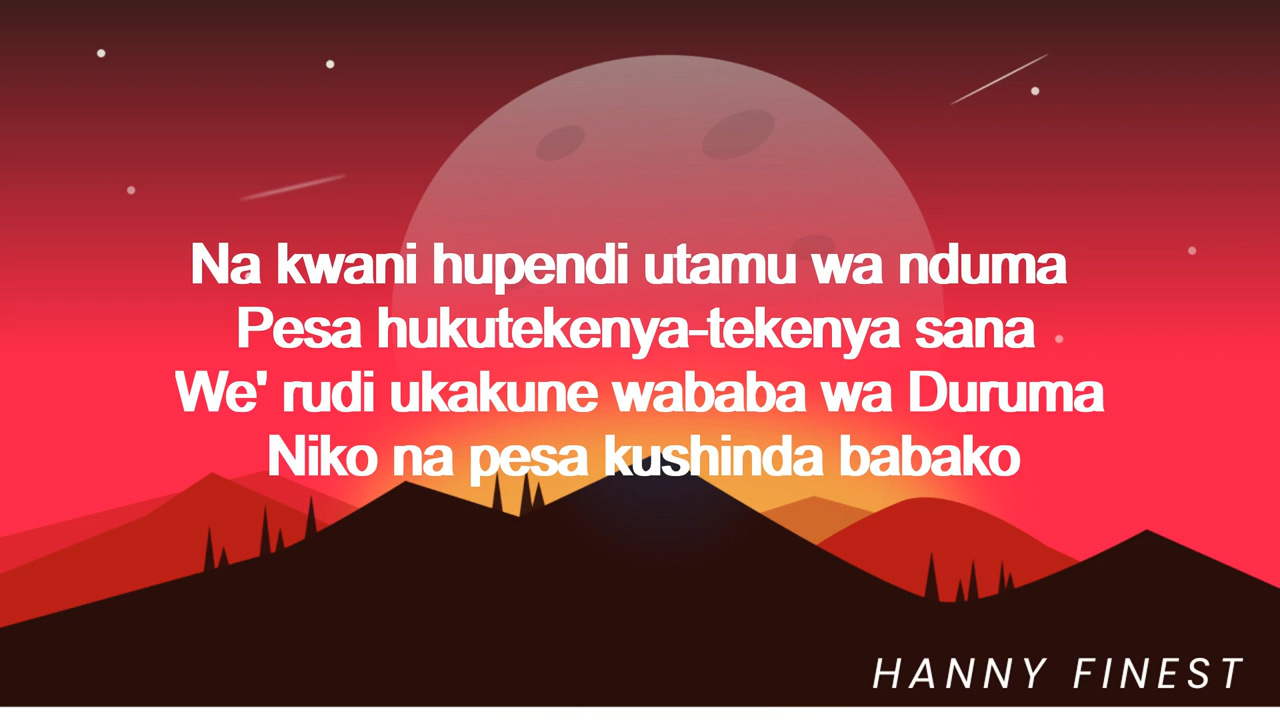 Na kwani hupendi utamu wa nduma
Pesa hukutekenya-tekenya sana
We' rudi ukakune wababa wa Duruma
Niko na pesa kushinda babako
HANNY FINEST